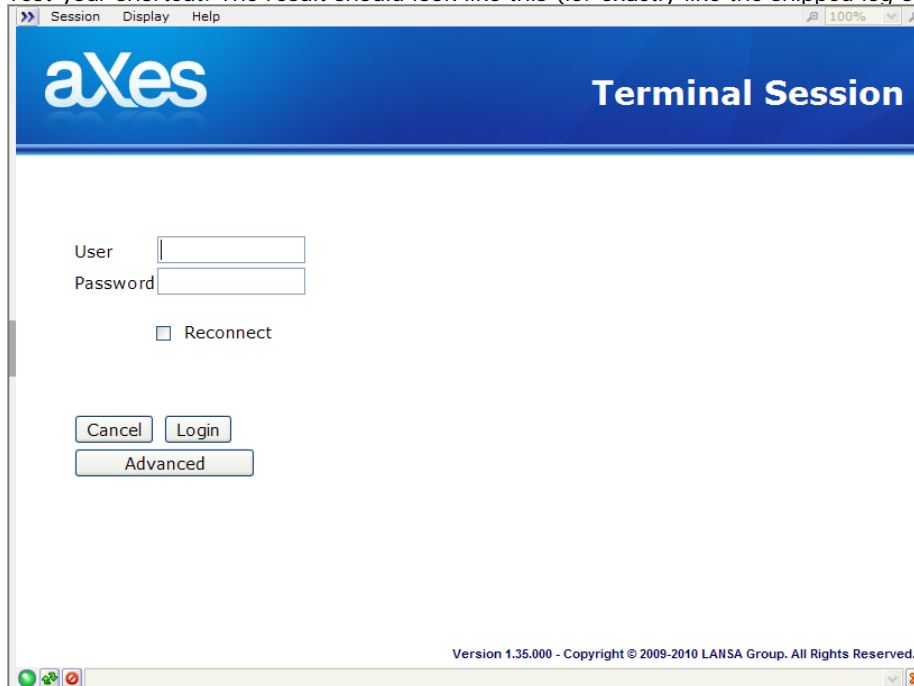 Session Display Help 100%
aXes
Terminal Session
User
Password
Reconnect
Cancel Login
Advanced
Version 1.35.000 - Copyright © 2009-2010 LANSA Group. All Rights Reserved.